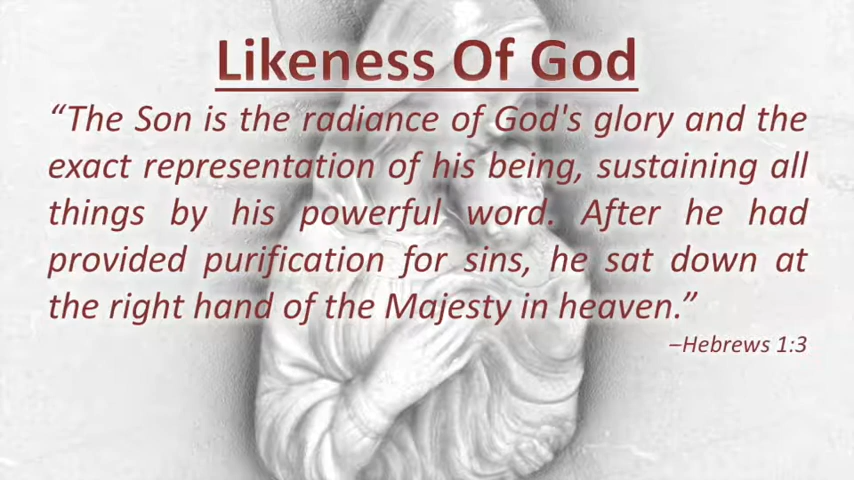 Likeness Of God
“The Son is the radiance of God's glory and the
exact representation of his being, sustaining all
things by his powerful word. After he had
provided purification for sins, he sat down at
the right hand of the Majesty in heaven.”
–Hebrews 1:3